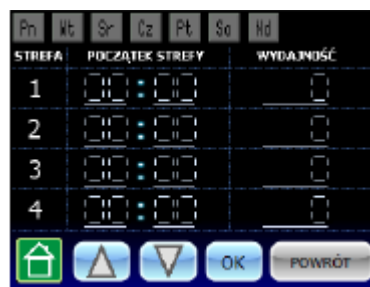 Pn Wt Sr Cz Pt So Nd
STREFA POCZĄTEK STREFY WYDAJNOŚĆ
1 00:00 0
2 00:00 0
3 00:00 0
4 00:00 0
OK POWRÓT